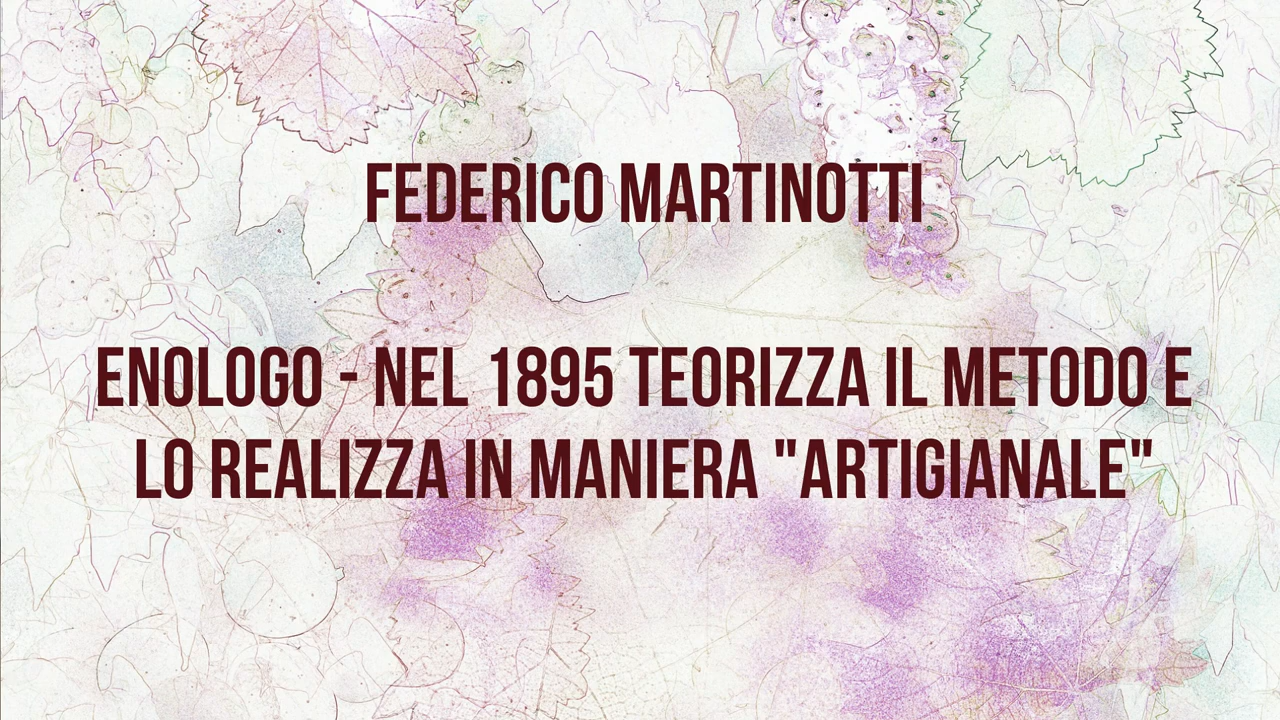 FEDERICO MARTINOTTI
ENOLOGO - NEL 1895 TEORIZZA IL METODO E
LO REALIZZA IN MANIERA "ARTIGIANALE"